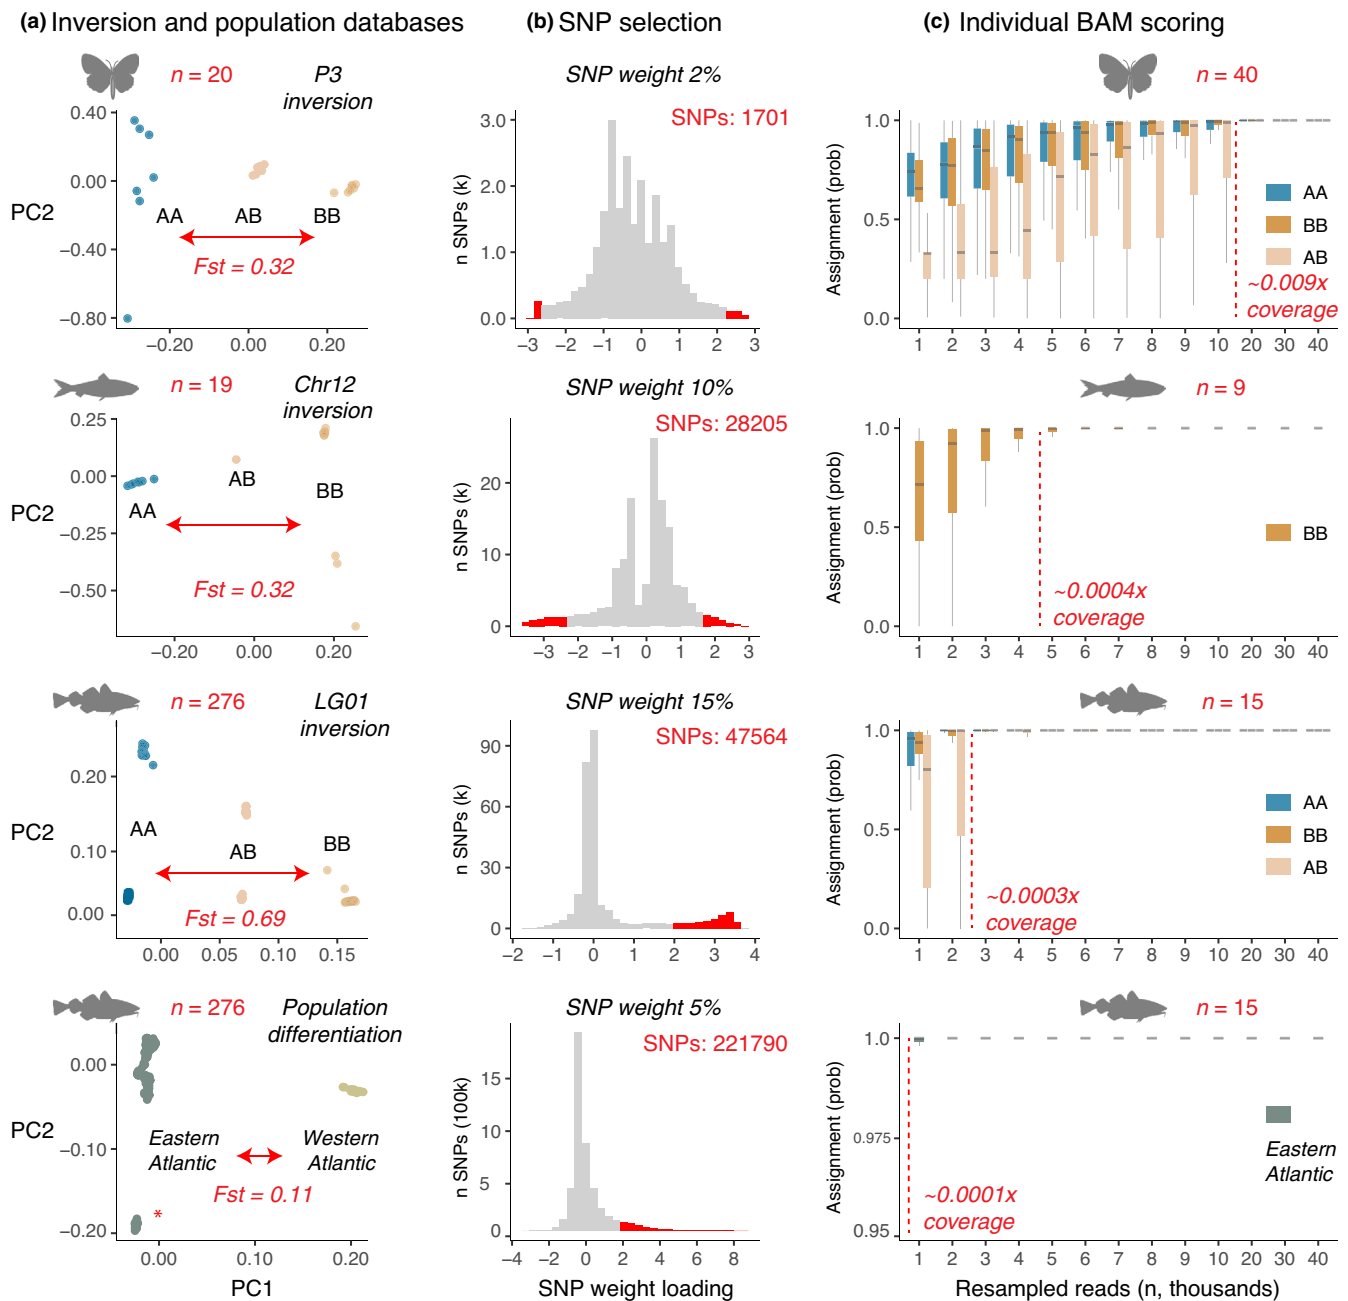 (a) Inversion and population databases
(b) SNP selection
(c) Individual BAM scoring
n = 20
P3
inversion
0.40
0.00
−0.40
−0.80
PC2
AA
AB
BB
Fst = 0.32
−0.20
0.00
0.20
SNP weight 2%
SNPs: 1701
n SNPs (k)
3.0
2.0
1.0
0.0
−3
−2
−1
0
1
2
3
n = 40
Assignment (prob)
1.0
0.5
0.0
AA
BB
AB
~0.009x
coverage
1
2
3
4
5
6
7
8
9
10
20
30
40
n = 19
Chr12
inversion
0.25
0.00
−0.25
−0.50
PC2
AA
AB
BB
Fst = 0.32
−0.20
0.00
0.20
SNP weight 10%
SNPs: 28205
n SNPs (k)
20
10
0
−3
−2
−1
0
1
2
3
n = 9
Assignment (prob)
1.0
0.5
0.0
BB
~0.0004x
coverage
1
2
3
4
5
6
7
8
9
10
20
30
40
n = 276
LG01
inversion
0.20
0.10
0.00
PC2
AA
AB
BB
Fst = 0.69
0.00
0.05
0.10
0.15
SNP weight 15%
SNPs: 47564
n SNPs (k)
90
60
30
0
−2
−1
0
1
2
3
4
n = 15
Assignment (prob)
1.0
0.5
0.0
AA
BB
AB
~0.0003x
coverage
1
2
3
4
5
6
7
8
9
10
20
30
40
n = 276
Population
differentiation
0.00
−0.10
−0.20
PC2
Eastern
Atlantic
Western
Atlantic
Fst = 0.11
*
0.00
0.10
0.20
PC1
SNP weight 5%
SNPs: 221790
n SNPs (100k)
15
10
5
0
−4
−2
0
2
4
6
8
SNP weight loading
n = 15
Assignment (prob)
1.0
0.975
0.95
Eastern
Atlantic
~0.0001x
coverage
1
2
3
4
5
6
7
8
9
10
20
30
40
Resampled reads (n, thousands)